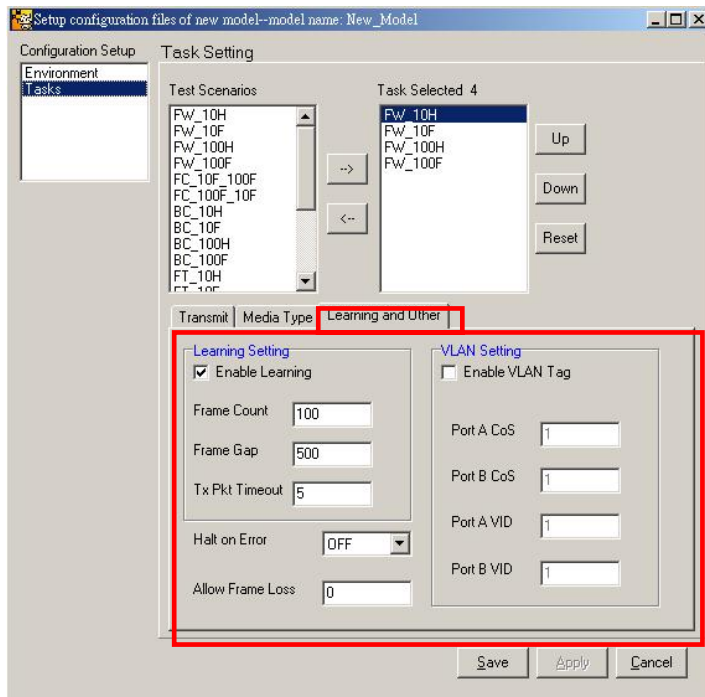 Setup configuration files of new model--model name: New_Model
Configuration Setup
Environment
Tasks
Task Setting
Test Scenarios
FW_10H
FW_10F
FW_100H
FW_100F
FC_10F_100F
FC_100F_10F
BC_10H
BC_10F
BC_100H
BC_100F
FT_10H
FT_10F
-->
<--
Task Selected 4
FW_10H
FW_10F
FW_100H
FW_100F
Up
Down
Reset
Transmit
Media Type
Learning and Other
Learning Setting
Enable Learning
Frame Count 100
Frame Gap 500
Tx Pkt Timeout 5
Halt on Error OFF
Allow Frame Loss 0
VLAN Setting
Enable VLAN Tag
Port A CoS 1
Port B CoS 1
Port A VID 1
Port B VID 1
Save
Apply
Cancel